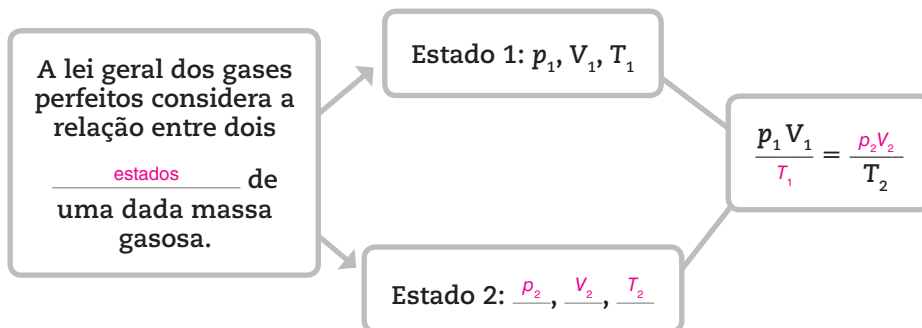 A lei geral dos gases
perfeitos considera a
relação entre dois
estados de
uma dada massa
gasosa.
Estado 1: p₁, V₁, T₁
Estado 2: p₂, V₂, T₂
p₁ V₁ / T₁ = p₂V₂ / T₂